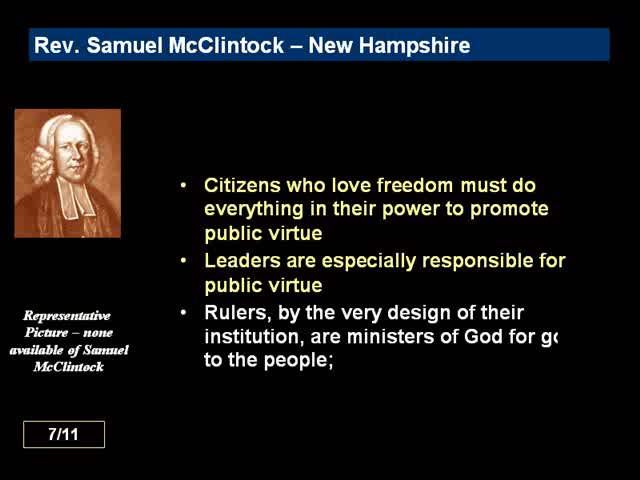 Rev. Samuel McClintock – New Hampshire
• Citizens who love freedom must do
everything in their power to promote
public virtue
• Leaders are especially responsible for
public virtue
• Rulers, by the very design of their
institution, are ministers of God for go
to the people;
Representative
Picture – none
available of Samuel
McClintock
7/11